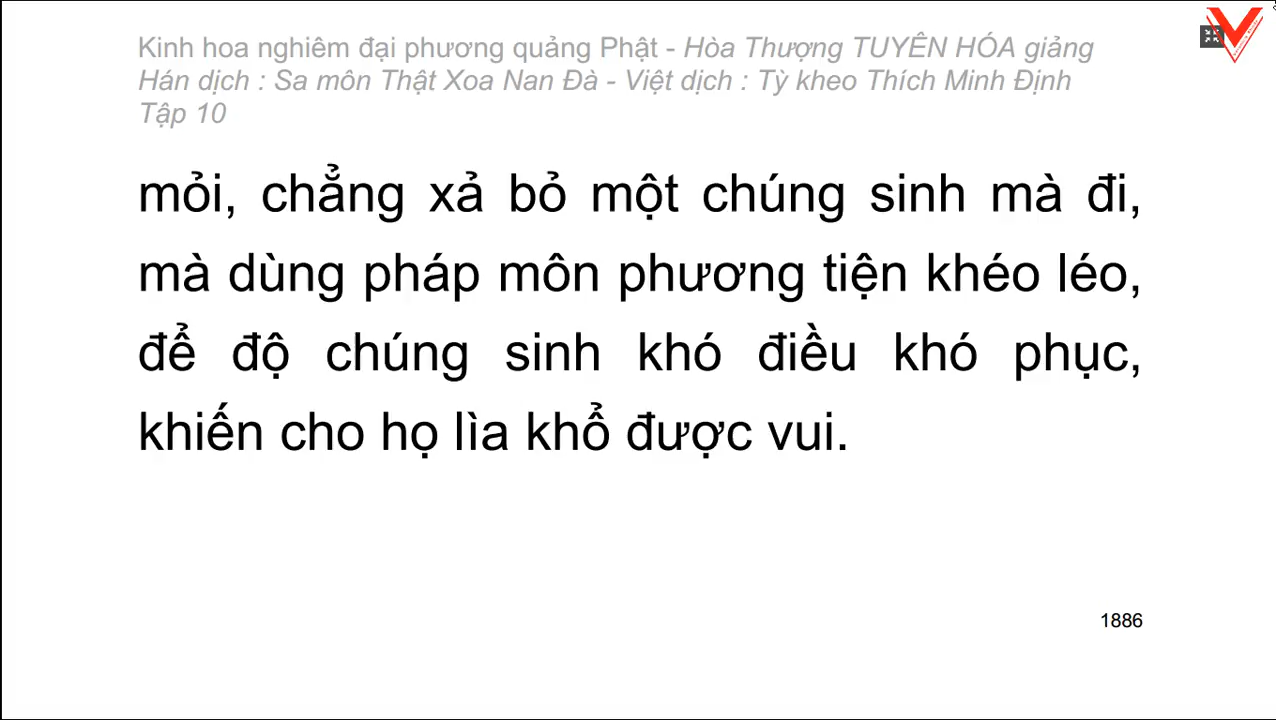 Kinh hoa nghiêm đại phương quảng Phật - Hòa Thượng TUYÊN HÓA giảng
Hán dịch : Sa môn Thật Xoa Nan Đà - Việt dịch : Tỳ kheo Thích Minh Định
Tập 10
mỏi, chẳng xả bỏ một chúng sinh mà đi,
mà dùng pháp môn phương tiện khéo léo,
để độ chúng sinh khó điều khó phục,
khiến cho họ lìa khổ được vui.
1886